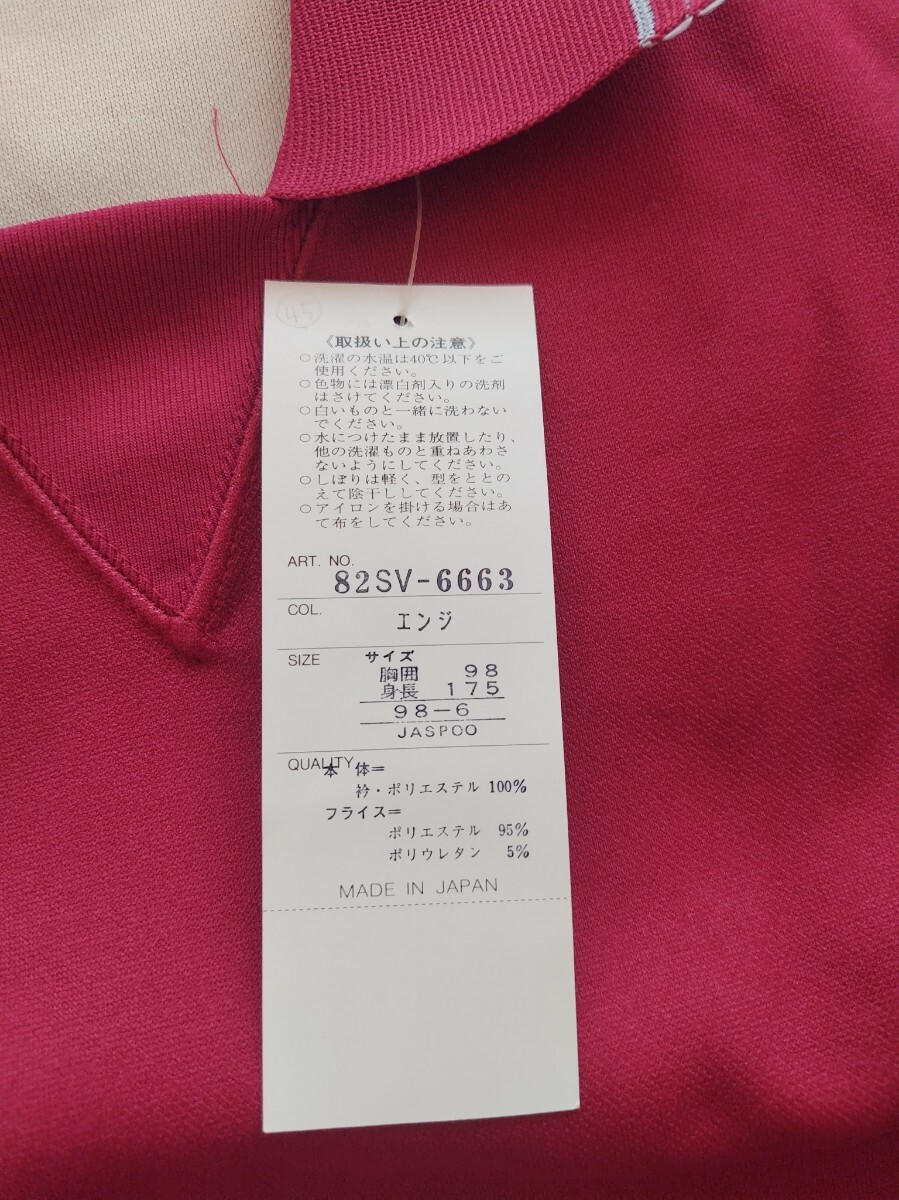 45
《取扱い上の注意》
○洗濯の水温は40℃以下をご
使用ください。
○色物には漂白剤入りの洗剤
はさけてください。
○白いものと一緒に洗わない
でください。
○水につけたまま放置したり、
他の洗濯ものと重ねあわさ
ないようにしてください。
○しぼりは軽く、型をととの
えて陰干ししてください。
○アイロンを掛ける場合はあ
て布をしてください。
ART. NO.
82SV-6663
COL.
エンジ
SIZE サイズ
胸囲 98
身長 175
98-6
JASPOO
QUALITY
本体=
衿・ポリエステル 100%
フライス=
ポリエステル 95%
ポリウレタン 5%
MADE IN JAPAN